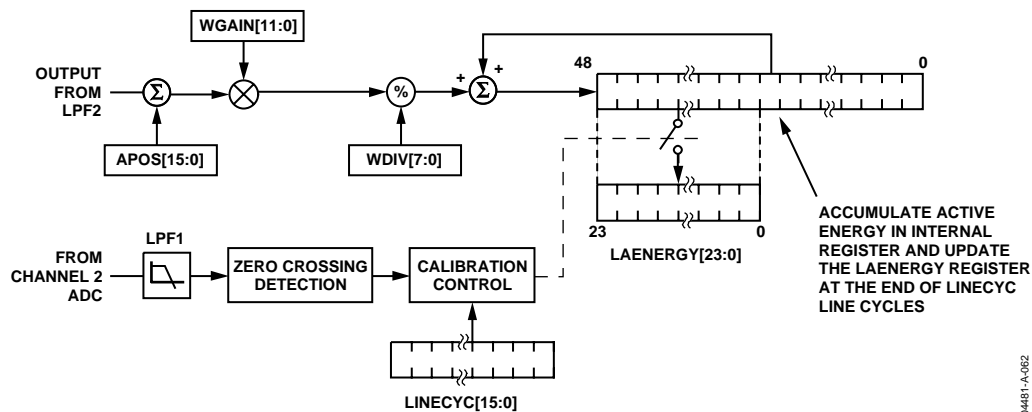 WGAIN[11:0]
OUTPUT
FROM
LPF2
Σ
%
+
+
Σ
48
0
APOS[15:0]
WDIV[7:0]
23
0
LAENERGY[23:0]
ACCUMULATE ACTIVE
ENERGY IN INTERNAL
REGISTER AND UPDATE
THE LAENERGY REGISTER
AT THE END OF LINECYC
LINE CYCLES
FROM
CHANNEL 2
ADC
LPF1
ZERO CROSSING
DETECTION
CALIBRATION
CONTROL
LINECYC[15:0]
04481-A-062